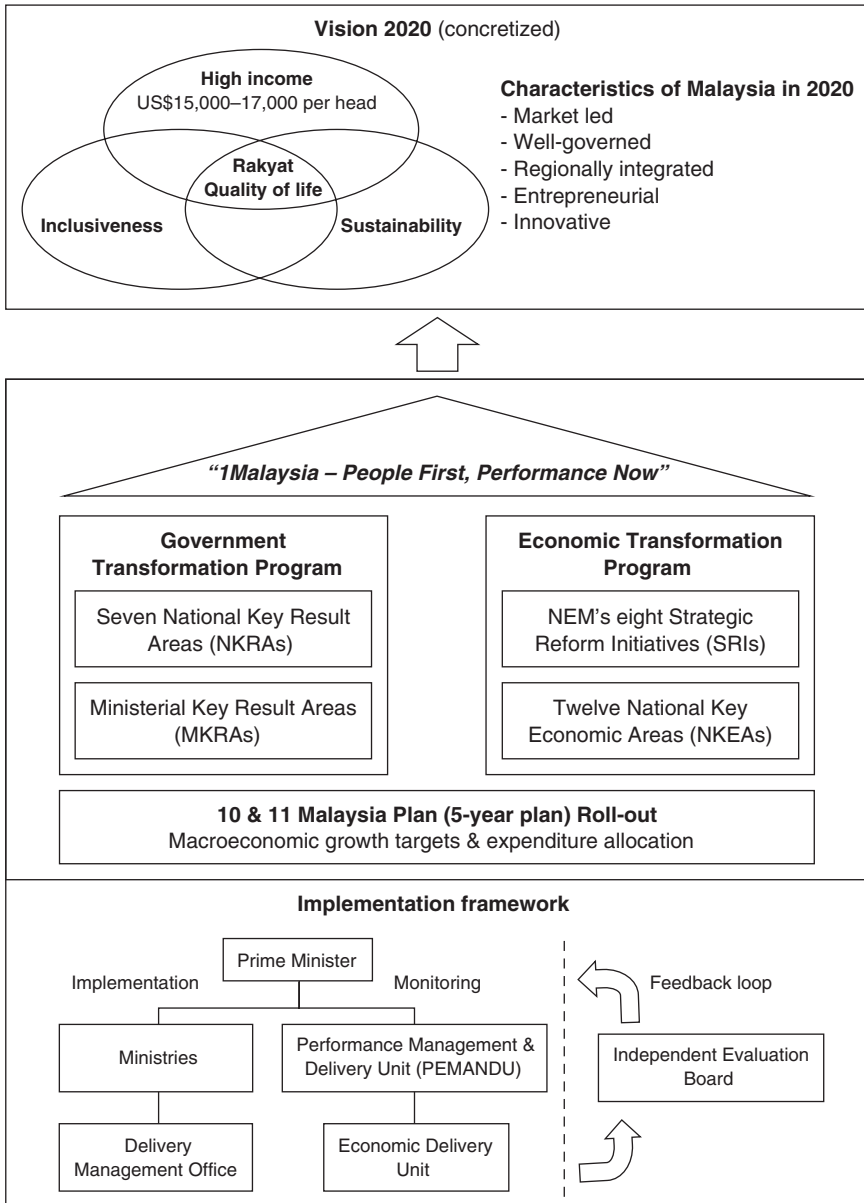 Vision 2020 (concretized)
High income
US$15,000–17,000 per head
Rakyat
Quality of life
Inclusiveness
Sustainability
Characteristics of Malaysia in 2020
- Market led
- Well-governed
- Regionally integrated
- Entrepreneurial
- Innovative
“1Malaysia – People First, Performance Now”
Government
Transformation Program
Seven National Key Result
Areas (NKRAs)
Ministerial Key Result Areas
(MKRAs)
Economic Transformation
Program
NEM’s eight Strategic
Reform Initiatives (SRIs)
Twelve National Key
Economic Areas (NKEAs)
10 & 11 Malaysia Plan (5-year plan) Roll-out
Macroeconomic growth targets & expenditure allocation
Implementation framework
Prime Minister
Implementation
Monitoring
Feedback loop
Ministries
Performance Management &
Delivery Unit (PEMANDU)
Independent Evaluation
Board
Delivery
Management Office
Economic Delivery
Unit